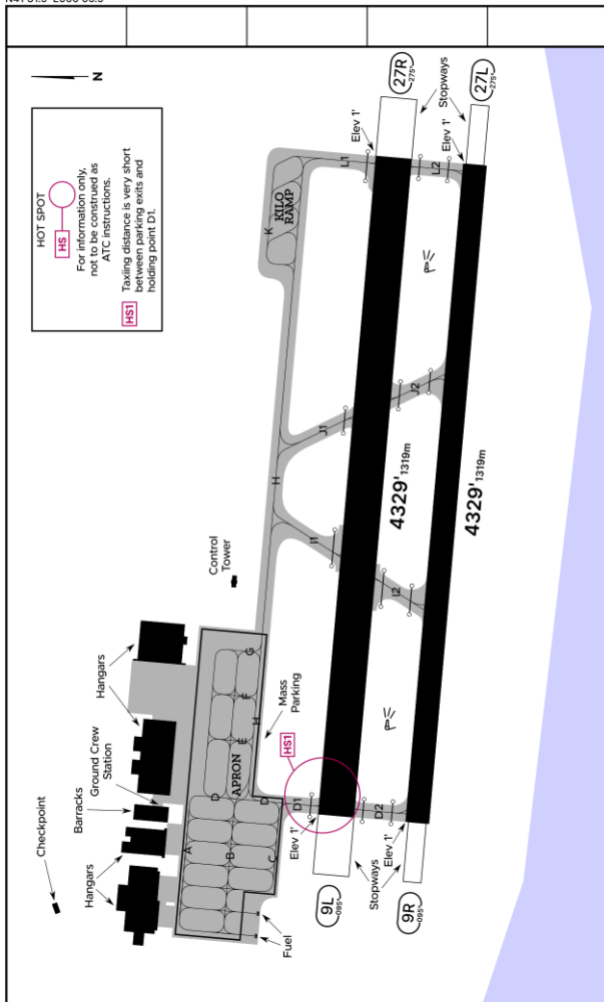 N
HOT SPOT
HS
For information only,
not to be construed as
ATC instructions.
HS1
Taxiing distance is very short
between parking exits and
holding point D1.
Checkpoint
Hangars
Barracks
Ground Crew
Station
Hangars
Control
Tower
KILO
RAMP
K
L1
L2
Elev 1'
27R
275°
Stopways
Elev 1'
27L
275°
J1
J2
H
I1
I2
4329' 1319m
4329' 1319m
APRON
A
B
C
D
D
E
F
G
H
Mass
Parking
HS1
D1
D2
Elev 1'
9L
095°
Stopways
Elev 1'
9R
095°
Fuel